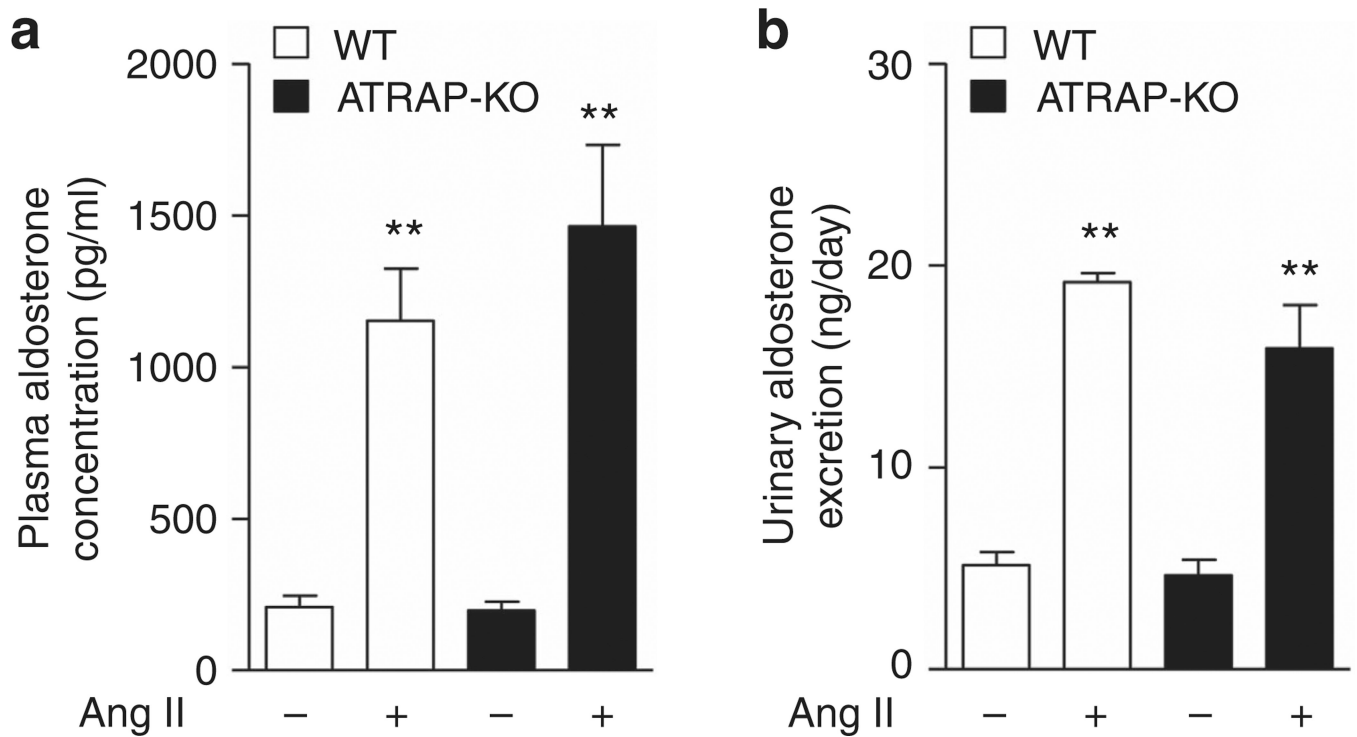 a
WT
ATRAP-KO
**
**
2000
1500
1000
500
0
Plasma aldosterone
concentration (pg/ml)
Ang II – + – +
b
WT
ATRAP-KO
**
**
30
20
10
0
Urinary aldosterone
excretion (ng/day)
Ang II – + – +